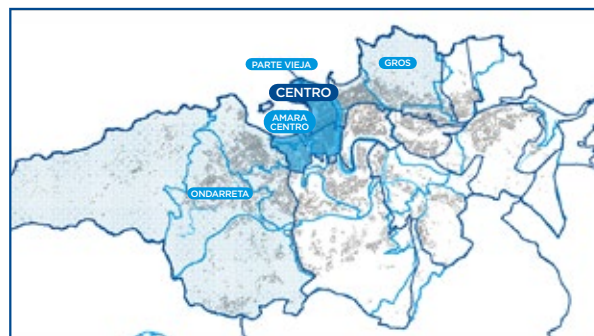 PARTE VIEJA
GROS
CENTRO
AMARA
CENTRO
ONDARRETA